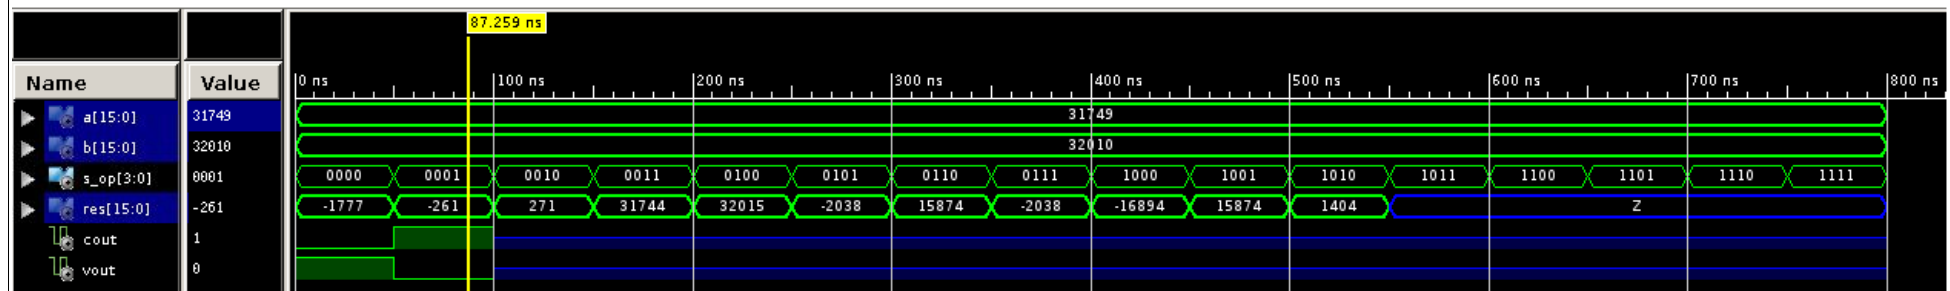 87.259 ns
Name Value 0 ns 100 ns 200 ns 300 ns 400 ns 500 ns 600 ns 700 ns 800 ns
a[15:0] 31749 31749
b[15:0] 32010 32010
s_op[3:0] 0001 0000 0001 0010 0011 0100 0101 0110 0111 1000 1001 1010 1011 1100 1101 1110 1111
res[15:0] -261 -1777 -261 271 31744 32015 -2038 15874 -2038 -16894 15874 1404 Z
cout 1
vout 0